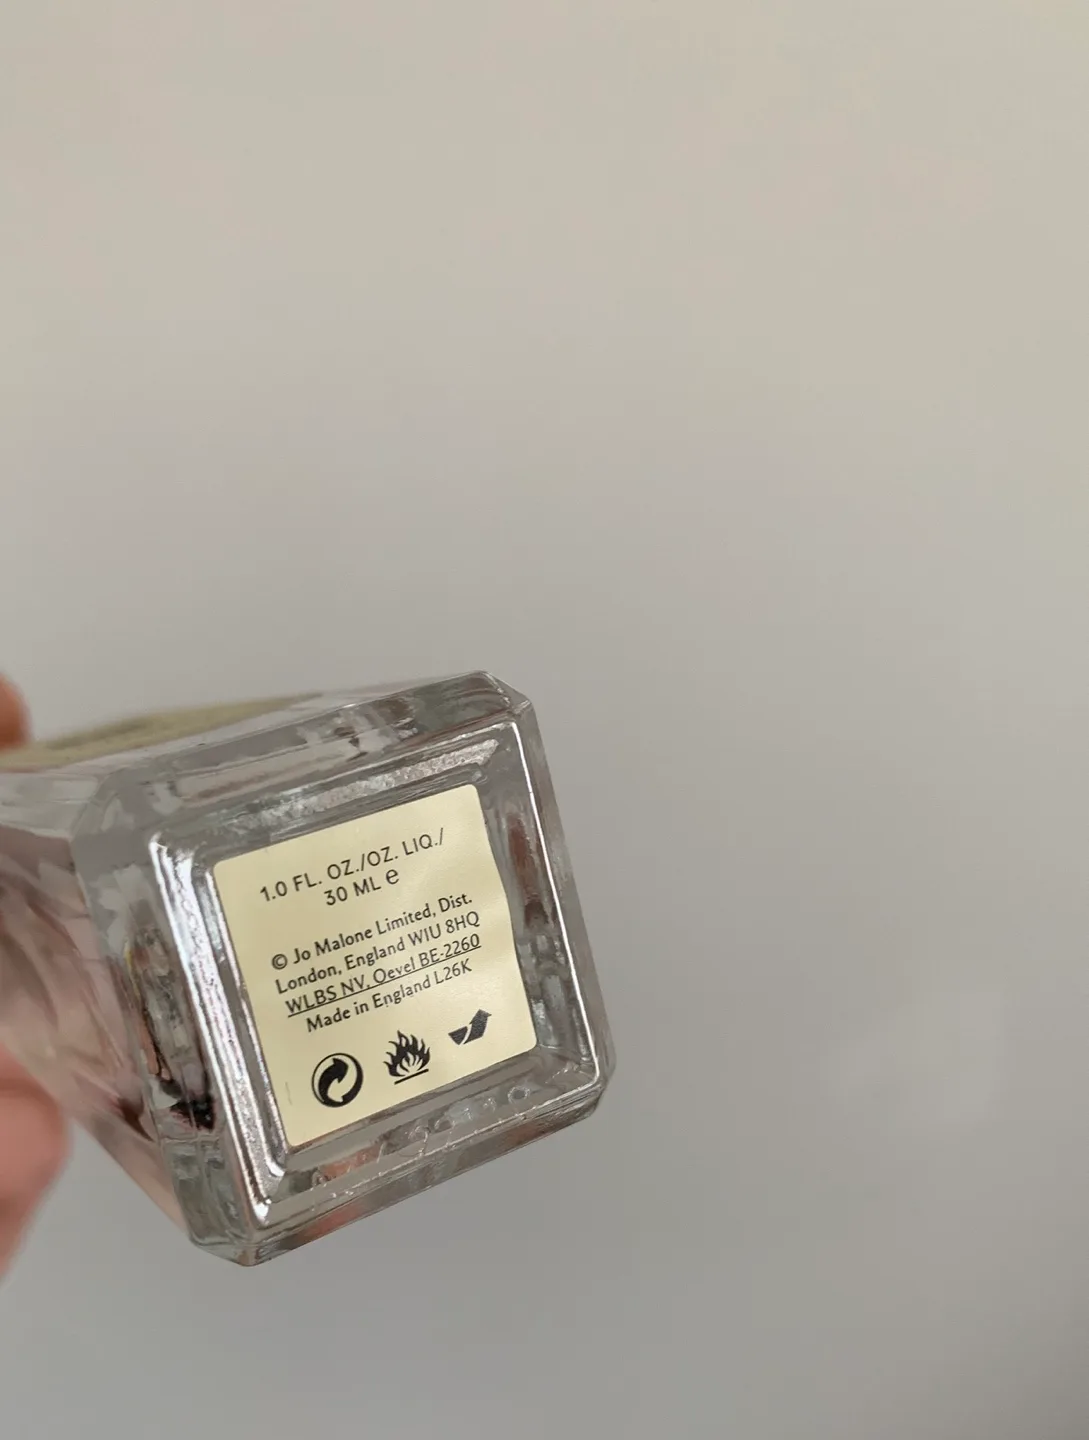 1.0 FL. OZ./OZ. LIQ./
30 ML ℮
© Jo Malone Limited, Dist.
London, England W1U 8HQ
WLBS NV, Oevel BE-2260
Made in England L26K